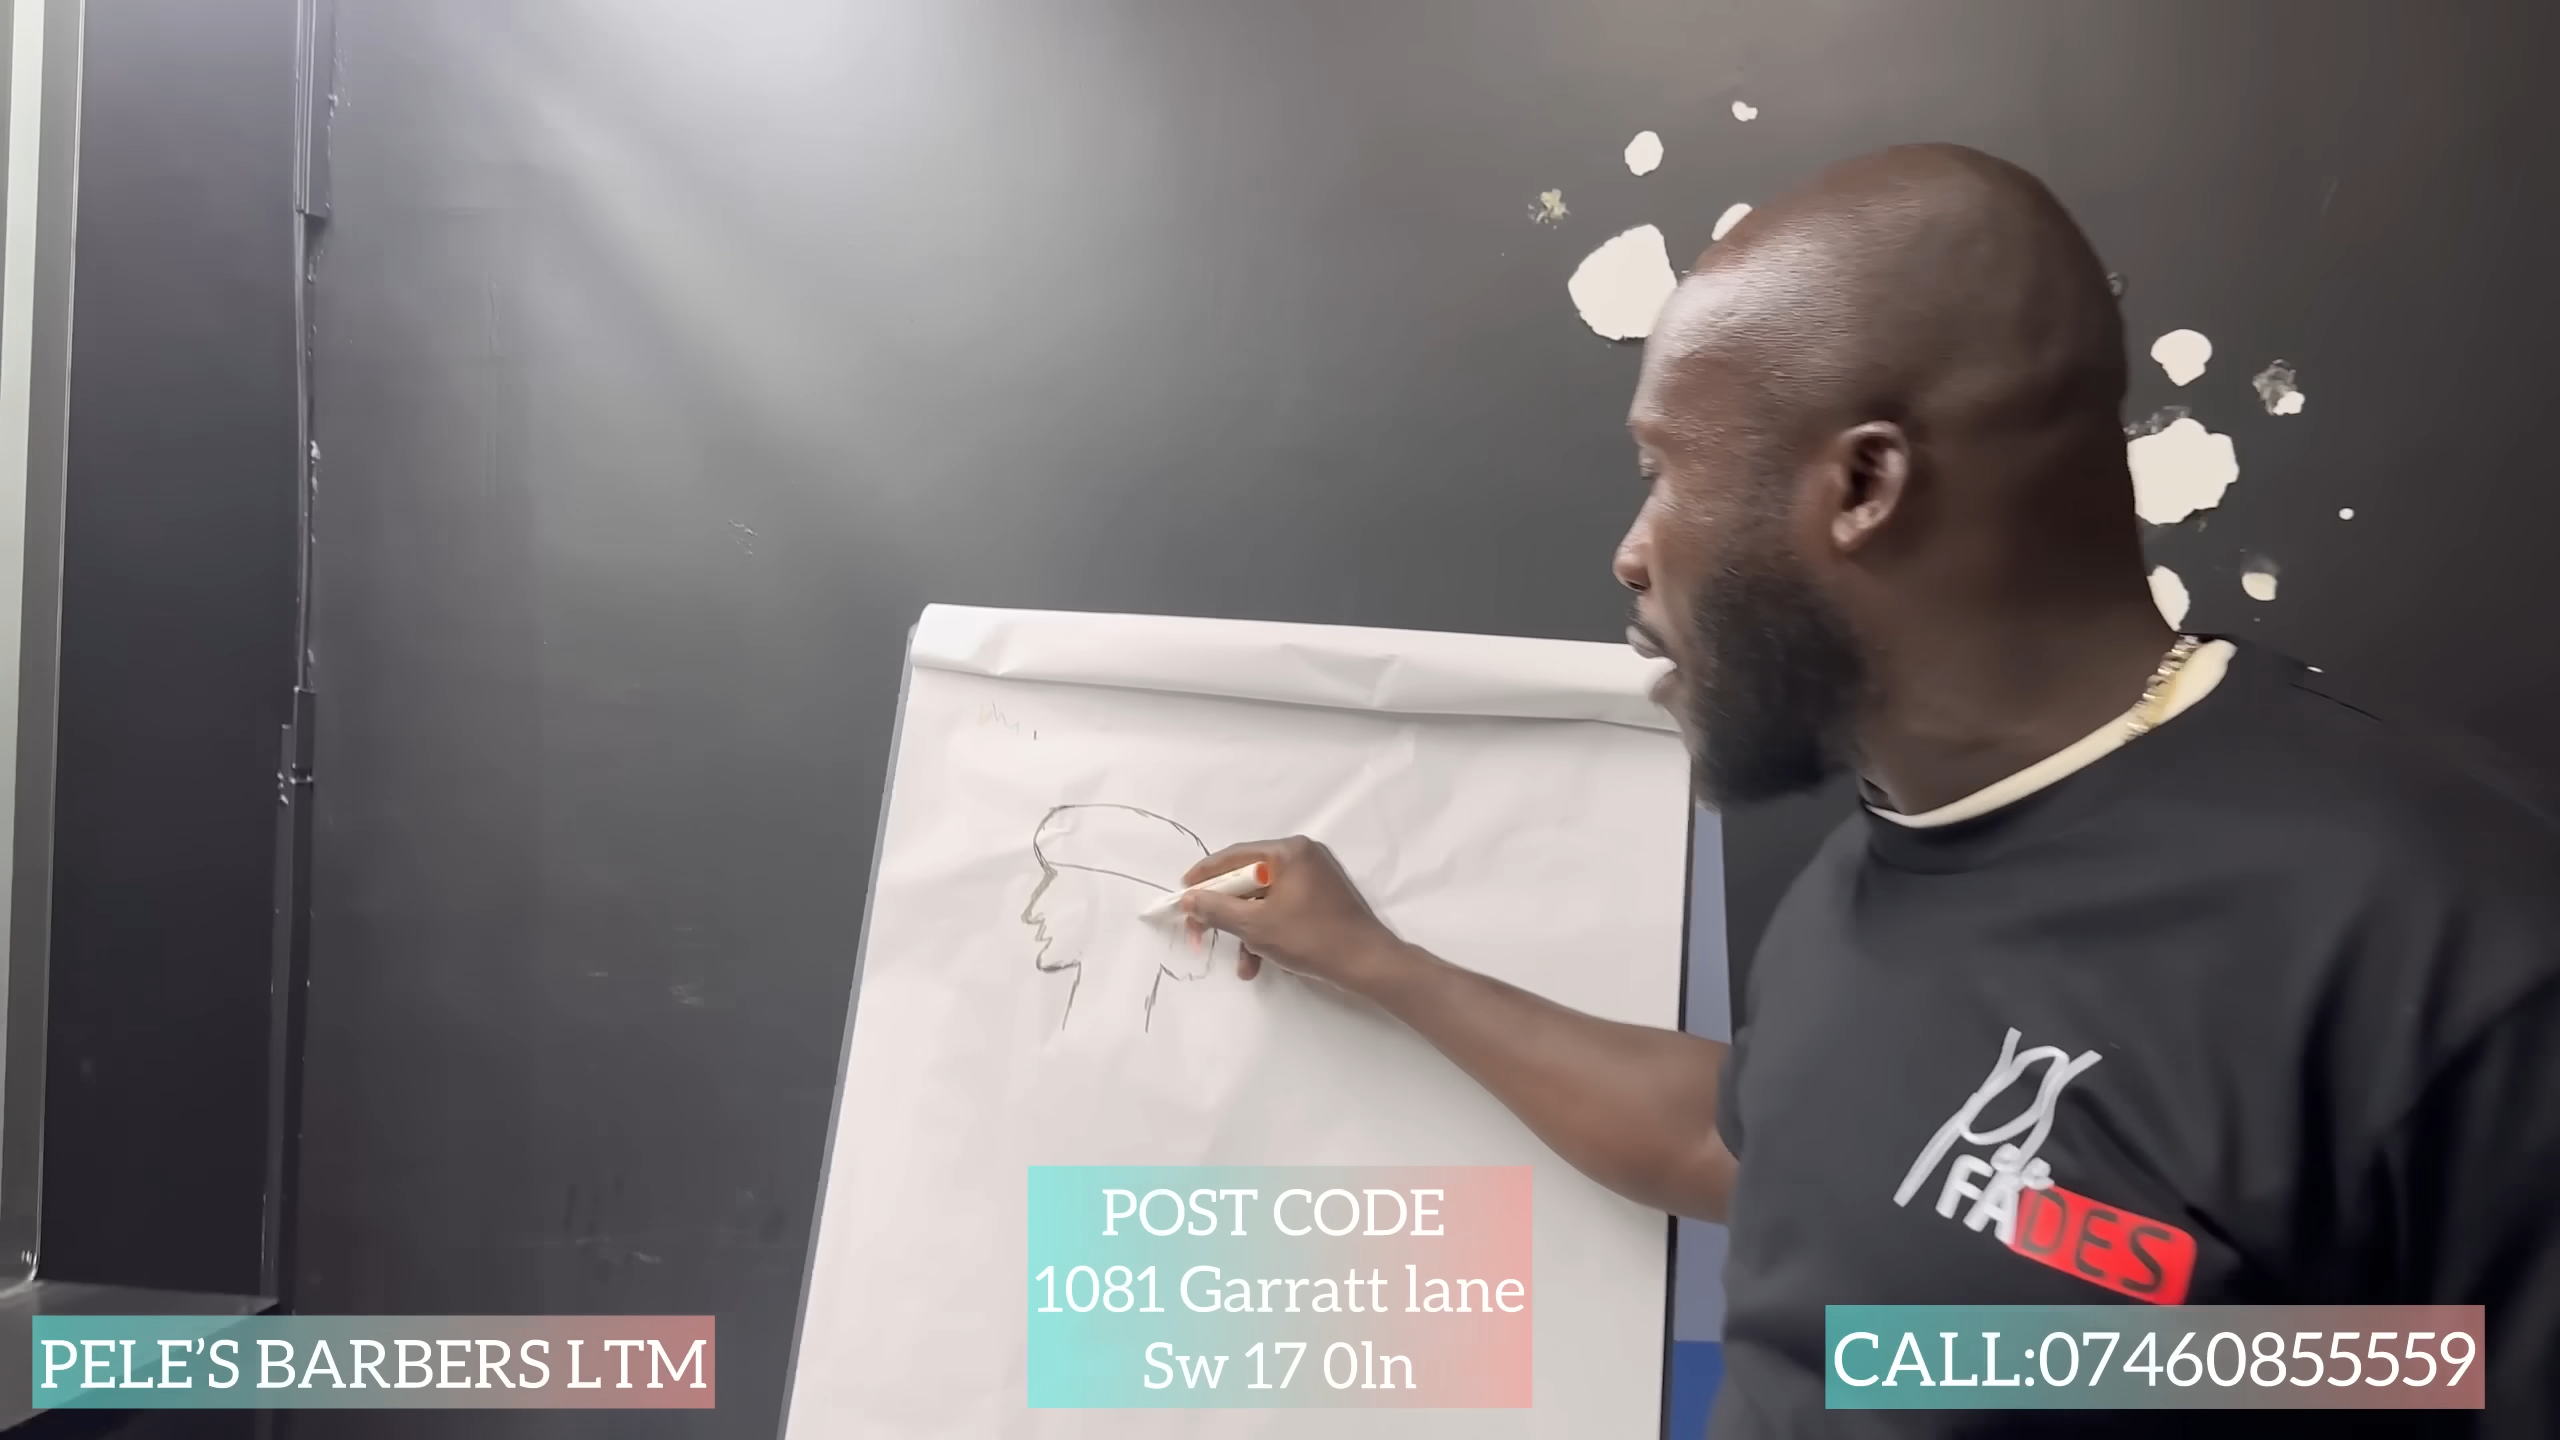 FADES
POST CODE
1081 Garratt lane
Sw 17 0ln
PELE'S BARBERS LTM
CALL:07460855559